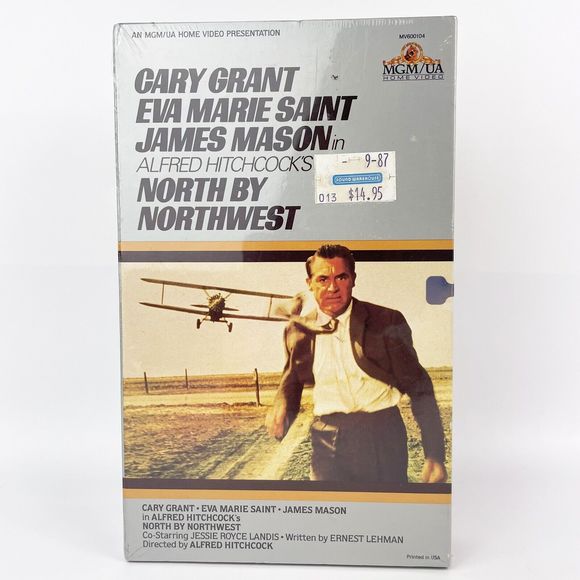 AN MGM/UA HOME VIDEO PRESENTATION
MV600104
MGM/UA
HOME VIDEO
CARY GRANT
EVA MARIE SAINT
JAMES MASON in
ALFRED HITCHCOCK'S
NORTH BY
NORTHWEST
- 9-87
SOUND WAREHOUSE
013 $14.95
CARY GRANT • EVA MARIE SAINT • JAMES MASON
in ALFRED HITCHCOCK's
NORTH BY NORTHWEST
Co-Starring JESSIE ROYCE LANDIS • Written by ERNEST LEHMAN
Directed by ALFRED HITCHCOCK
Printed in USA